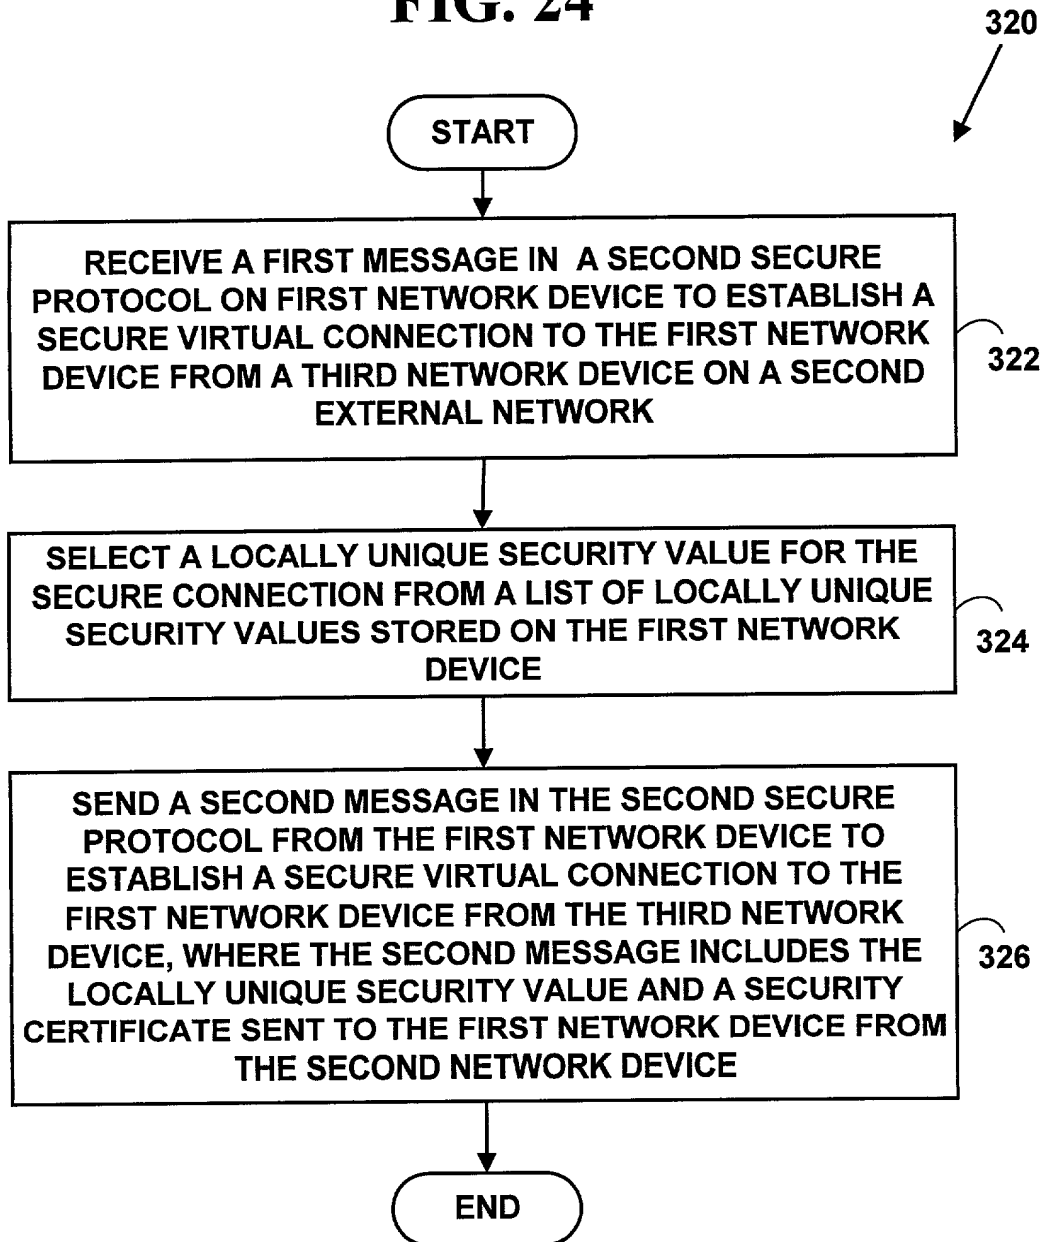 FIG. 24
320
START
RECEIVE A FIRST MESSAGE IN A SECOND SECURE
PROTOCOL ON FIRST NETWORK DEVICE TO ESTABLISH A
SECURE VIRTUAL CONNECTION TO THE FIRST NETWORK
DEVICE FROM A THIRD NETWORK DEVICE ON A SECOND
EXTERNAL NETWORK
322
SELECT A LOCALLY UNIQUE SECURITY VALUE FOR THE
SECURE CONNECTION FROM A LIST OF LOCALLY UNIQUE
SECURITY VALUES STORED ON THE FIRST NETWORK
DEVICE
324
SEND A SECOND MESSAGE IN THE SECOND SECURE
PROTOCOL FROM THE FIRST NETWORK DEVICE TO
ESTABLISH A SECURE VIRTUAL CONNECTION TO THE
FIRST NETWORK DEVICE FROM THE THIRD NETWORK
DEVICE, WHERE THE SECOND MESSAGE INCLUDES THE
LOCALLY UNIQUE SECURITY VALUE AND A SECURITY
CERTIFICATE SENT TO THE FIRST NETWORK DEVICE FROM
THE SECOND NETWORK DEVICE
326
END